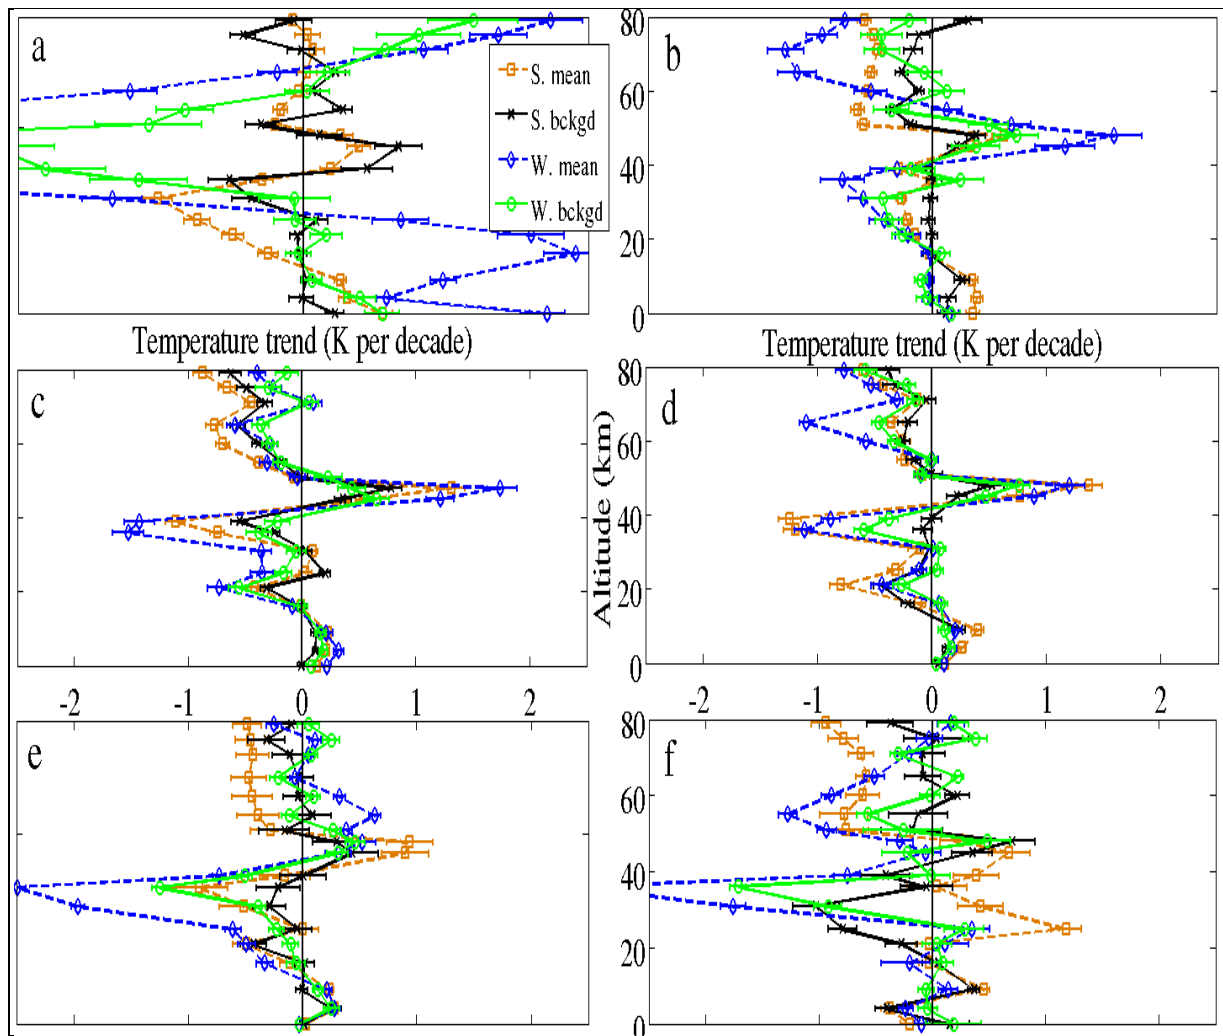 a
S. mean
S. bckgd
W. mean
W. bckgd
b
80
60
40
20
0
Temperature trend (K per decade)
Temperature trend (K per decade)
c
d
80
60
40
20
0
Altitude (km)
-2 -1 0 1 2
-2 -1 0 1 2
e
f
80
60
40
20
0